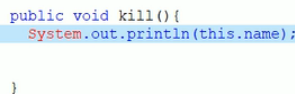 public void kill(){
System.out.println(this.name);
}